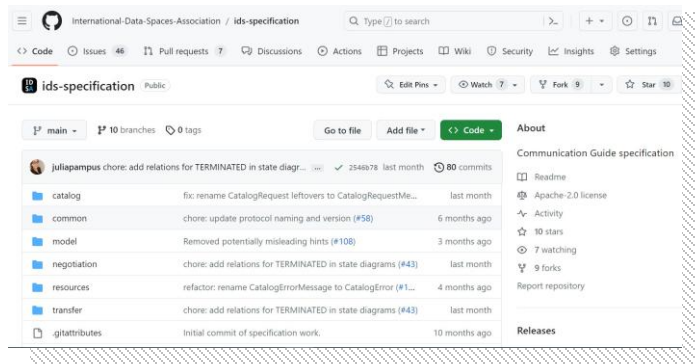 International-Data-Spaces-Association / ids-specification
Type / to search
<> Code
Issues 46
Pull requests 7
Discussions
Actions
Projects
Wiki
Security
Insights
Settings
ids-specification Public
Edit Pins
Watch 7
Fork 9
Star 10
main
10 branches
0 tags
Go to file
Add file
<> Code
juliapampus chore: add relations for TERMINATED in state diagr... ... 2546b78 last month 80 commits
catalog fix: rename CatalogRequest leftovers to CatalogRequestMe... last month
common chore: update protocol naming and version (#58) 6 months ago
model Removed potentially misleading hints (#108) 3 months ago
negotiation chore: add relations for TERMINATED in state diagrams (#43) last month
resources refactor: rename CatalogErrorMessage to CatalogError (#1... 4 months ago
transfer chore: add relations for TERMINATED in state diagrams (#43) last month
.gitattributes Initial commit of specification work. 10 months ago
About
Communication Guide specification
Readme
Apache-2.0 license
Activity
10 stars
7 watching
9 forks
Report repository
Releases